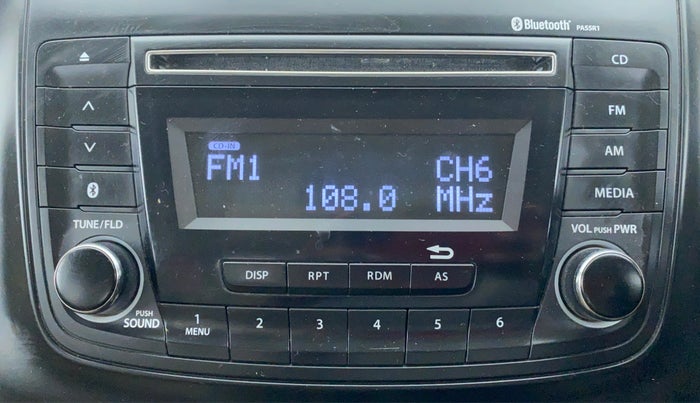 Bluetooth PA5SR1
CD
FM
AM
MEDIA
CD-IN
FM1 CH6
108.0 MHz
TUNE/FLD
VOL PUSH PWR
DISP RPT RDM AS
PUSH
SOUND
1 2 3 4 5 6
MENU